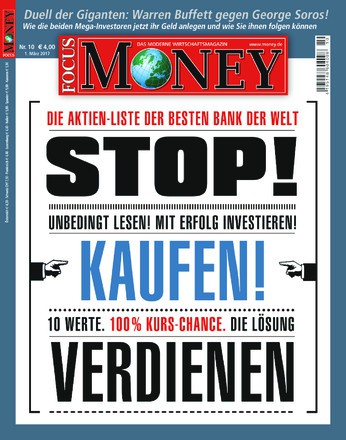 Duell der Giganten: Warren Buffett gegen George Soros!
Wie die beiden Mega-Investoren jetzt ihr Geld anlegen und wie Sie ihnen folgen können
MONEY
FOCUS
Nr. 10 € 4,00
1. März 2017
DAS MODERNE WIRTSCHAFTSMAGAZIN
www.money.de
FOCUS
MONEY
DIE AKTIEN-LISTE DER BESTEN BANK DER WELT
STOP!
UNBEDINGT LESEN! MIT ERFOLG INVESTIEREN!
KAUFEN!
10 WERTE. 100% KURS-CHANCE. DIE LÖSUNG
VERDIENEN